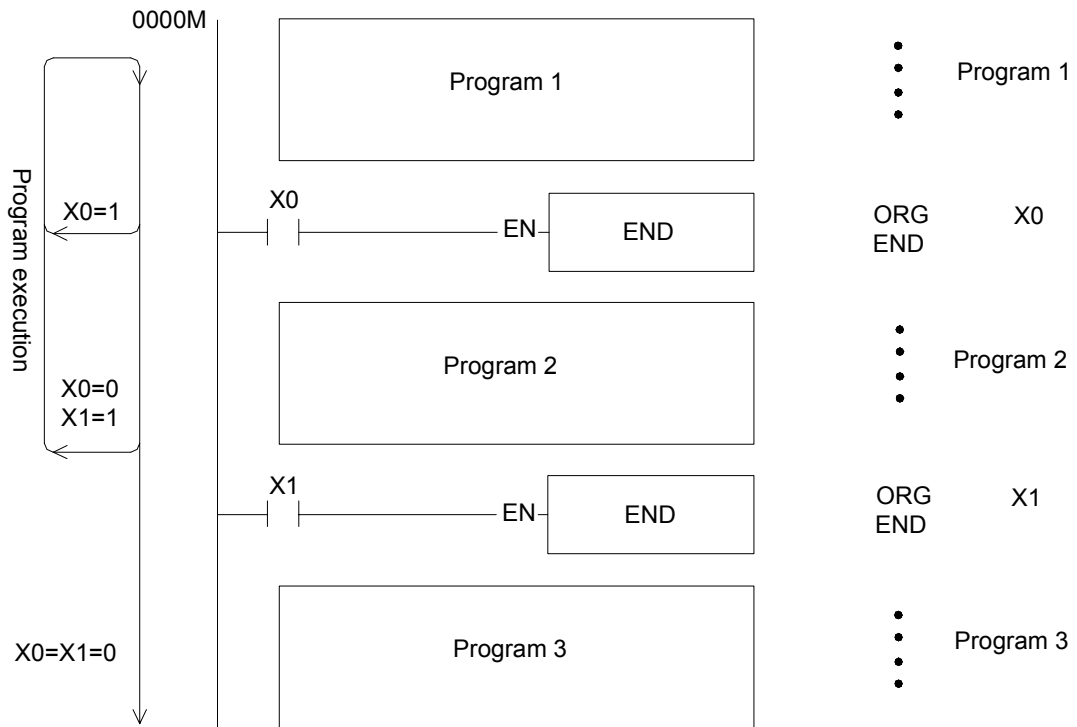 0000M
Program 1
Program 1
Program execution
X0=1
X0
EN
END
ORG X0
END
Program 2
Program 2
X0=0
X1=1
X1
EN
END
ORG X1
END
Program 3
Program 3
X0=X1=0